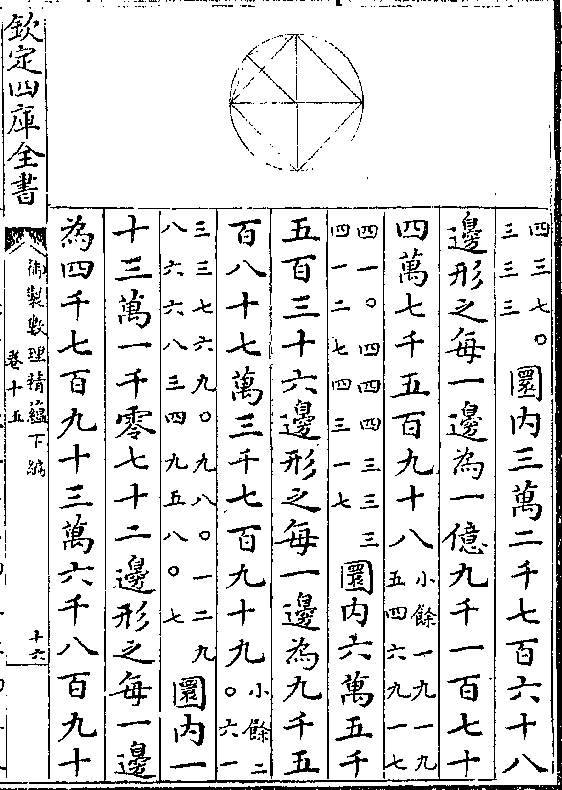 四三七〇
三三三
圜内三萬二千七百六十八
邊形之每一邊為一億九千一百七十
四萬七千五百九十八
小餘一九一九
五四六九一七
四一〇四四四三三三
四一二七四三一七
圜内六萬五千
五百三十六邊形之每一邊為九千五
百八十七萬三千七百九十九
小餘二
〇六一
三三七六九〇九八〇一二九
八六六八三四九五八〇七
圜内一
十三萬一千零七十二邊形之每一邊
為四千七百九十三萬六千八百九十
欽定四庫全書
御製數理精蘊下編
卷十五
十六